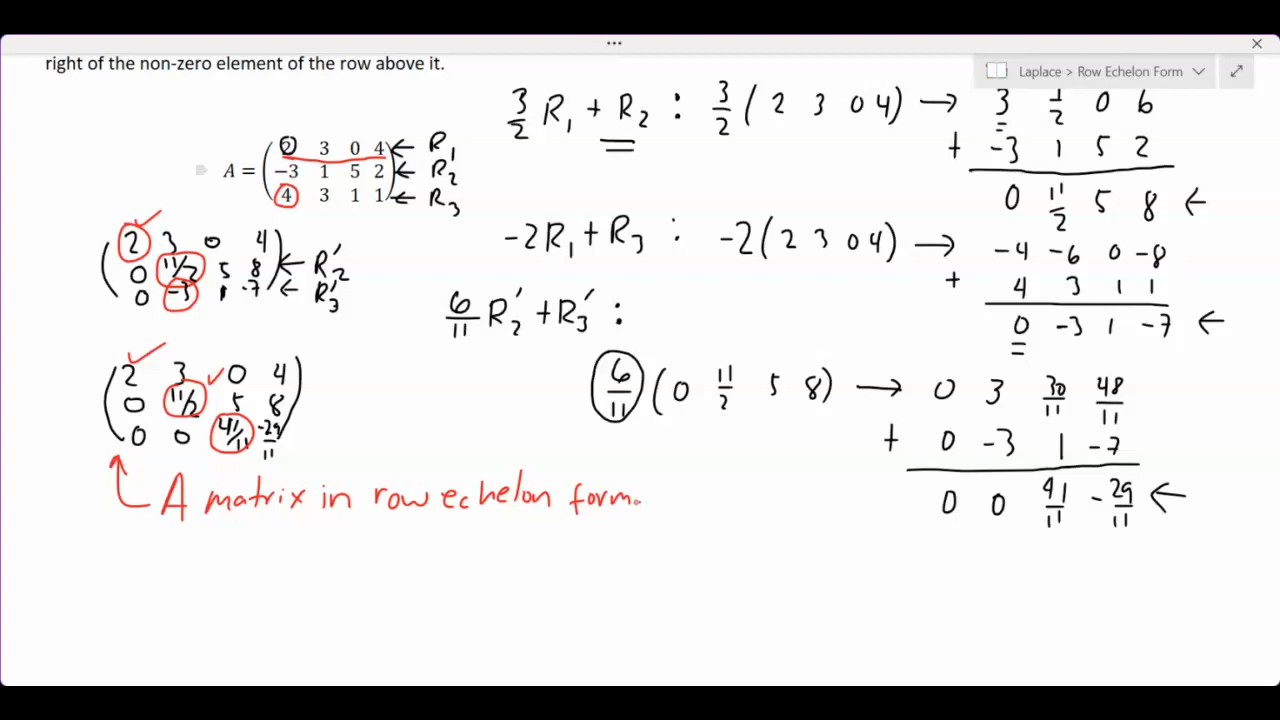 right of the non-zero element of the row above it.
Laplace > Row Echelon Form
3/2 R₁ + R₂ : 3/2 ( 2 3 0 4 ) → 3 1/2 0 6
+ -3 1 5 2
0 11/2 5 8 ←
A = ( 2 3 0 4 ) ← R₁
-3 1 5 2 ← R₂
4 3 1 1 ← R₃
-2R₁ + R₃ : -2 ( 2 3 0 4 ) → -4 -6 0 -8
+ 4 3 1 1
0 -3 1 -7 ←
( 2 3 0 4 )
0 11/2 5 8 ← R₂′
0 -3 1 -7 ← R₃′
6/11 R₂′ + R₃′ :
6/11 ( 0 11/2 5 8 ) → 0 3 30/11 48/11
+ 0 -3 1 -7
0 0 41/11 -29/11 ←
( 2 3 0 4 )
0 11/2 5 8
0 0 41/11 -29/11
A matrix in row echelon form.